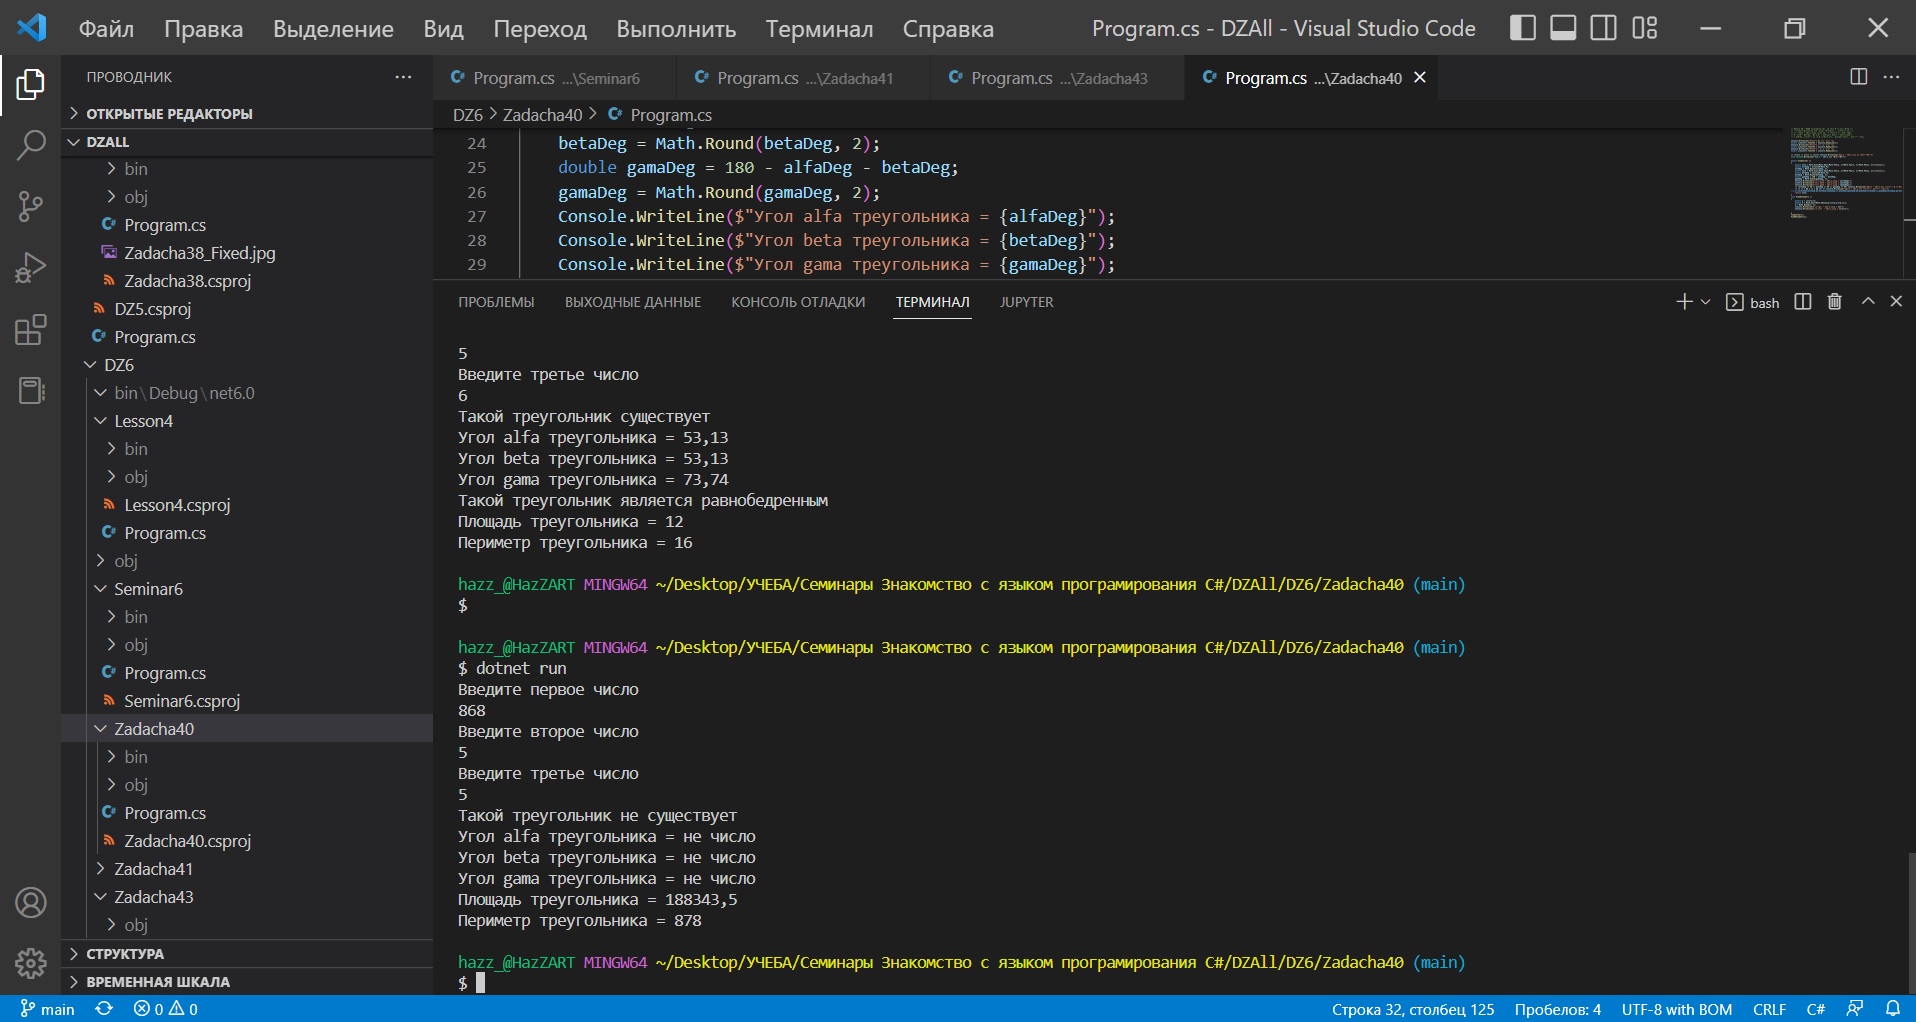 Файл Правка Выделение Вид Переход Выполнить Терминал Справка Program.cs - DZAll - Visual Studio Code
ПРОВОДНИК
ОТКРЫТЫЕ РЕДАКТОРЫ
DZALL
bin
obj
Program.cs
Zadacha38_Fixed.jpg
Zadacha38.csproj
DZ5.csproj
Program.cs
DZ6
bin\Debug\net6.0
Lesson4
bin
obj
Lesson4.csproj
Program.cs
obj
Seminar6
bin
obj
Program.cs
Seminar6.csproj
Zadacha40
bin
obj
Program.cs
Zadacha40.csproj
Zadacha41
Zadacha43
obj
СТРУКТУРА
ВРЕМЕННАЯ ШКАЛА
Program.cs ...\Seminar6 Program.cs ...\Zadacha41 Program.cs ...\Zadacha43 Program.cs ...\Zadacha40
DZ6 > Zadacha40 > Program.cs
24 betaDeg = Math.Round(betaDeg, 2);
25 double gamaDeg = 180 - alfaDeg - betaDeg;
26 gamaDeg = Math.Round(gamaDeg, 2);
27 Console.WriteLine($"Угол alfa треугольника = {alfaDeg}");
28 Console.WriteLine($"Угол beta треугольника = {betaDeg}");
29 Console.WriteLine($"Угол gama треугольника = {gamaDeg}");
ПРОБЛЕМЫ ВЫХОДНЫЕ ДАННЫЕ КОНСОЛЬ ОТЛАДКИ ТЕРМИНАЛ JUPYTER bash
5
Введите третье число
6
Такой треугольник существует
Угол alfa треугольника = 53,13
Угол beta треугольника = 53,13
Угол gama треугольника = 73,74
Такой треугольник является равнобедренным
Площадь треугольника = 12
Периметр треугольника = 16
hazz_@HazZART MINGW64 ~/Desktop/УЧЕБА/Семинары Знакомство с языком програмирования C#/DZAll/DZ6/Zadacha40 (main)
$
hazz_@HazZART MINGW64 ~/Desktop/УЧЕБА/Семинары Знакомство с языком програмирования C#/DZAll/DZ6/Zadacha40 (main)
$ dotnet run
Введите первое число
868
Введите второе число
5
Введите третье число
5
Такой треугольник не существует
Угол alfa треугольника = не число
Угол beta треугольника = не число
Угол gama треугольника = не число
Площадь треугольника = 188343,5
Периметр треугольника = 878
hazz_@HazZART MINGW64 ~/Desktop/УЧЕБА/Семинары Знакомство с языком програмирования C#/DZAll/DZ6/Zadacha40 (main)
$
main 0 0 Строка 32, столбец 125 Пробелов: 4 UTF-8 with BOM CRLF C#